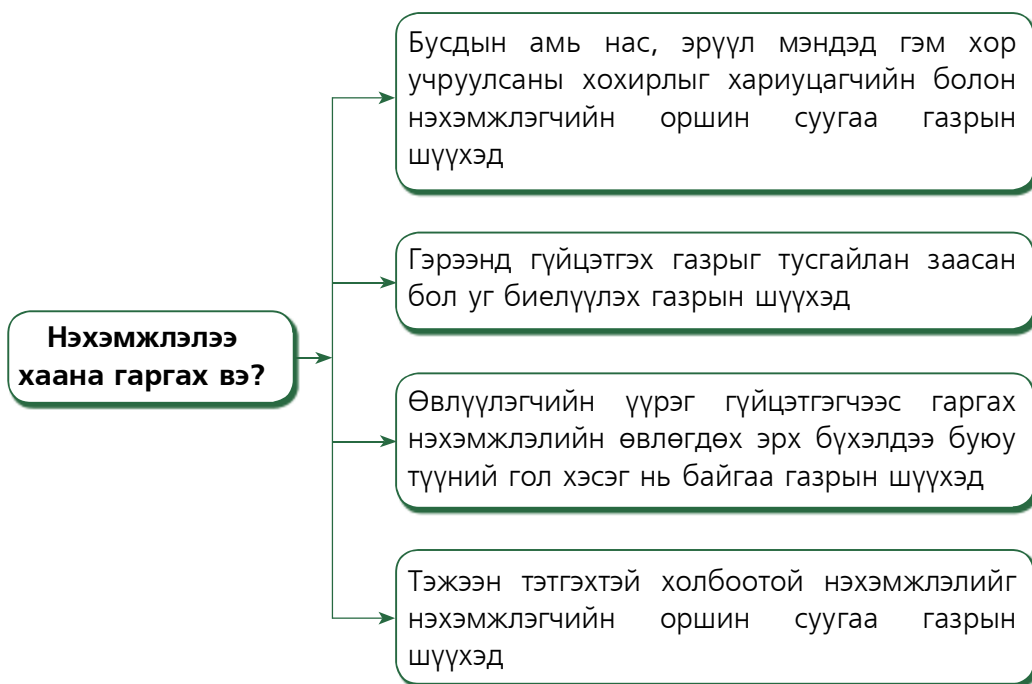 Бусдын амь нас, эрүүл мэндэд гэм хор
учруулсаны хохирлыг хариуцагчийн болон
нэхэмжлэгчийн оршин суугаа газрын
шүүхэд
Гэрээнд гүйцэтгэх газрыг тусгайлан заасан
бол уг биелүүлэх газрын шүүхэд
Нэхэмжлэлээ
хаана гаргах вэ?
Өвлүүлэгчийн үүрэг гүйцэтгэгчээс гаргах
нэхэмжлэлийн өвлөгдөх эрх бүхэлдээ буюу
түүний гол хэсэг нь байгаа газрын шүүхэд
Тэжээн тэтгэхтэй холбоотой нэхэмжлэлийг
нэхэмжлэгчийн оршин суугаа газрын
шүүхэд